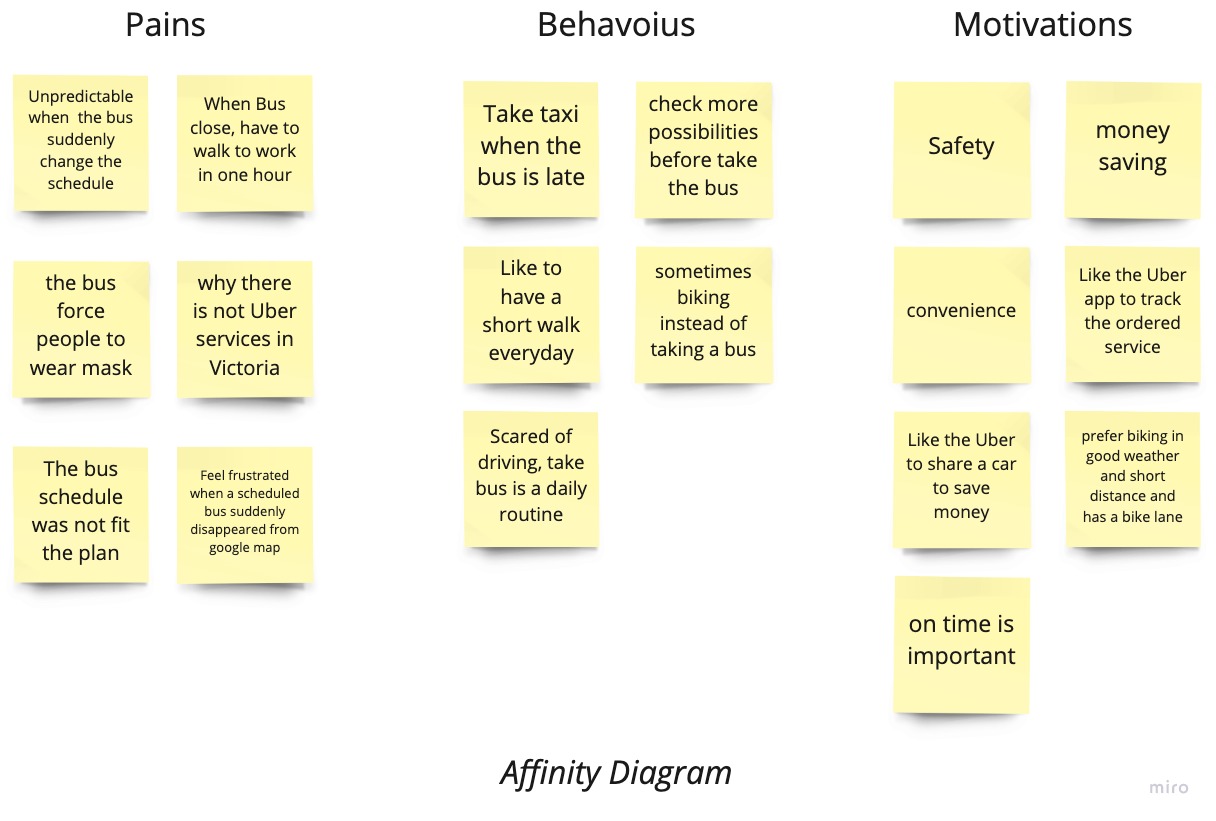 Pains
Unpredictable
when the bus
suddenly
change the
schedule
When Bus
close, have to
walk to work
in one hour
the bus
force
people to
wear mask
why there
is not Uber
services in
Victoria
The bus
schedule
was not fit
the plan
Feel frustrated
when a scheduled
bus suddenly
disappeared from
google map
Behavoius
Take taxi
when the
bus is late
check more
possibilities
before take
the bus
Like to
have a
short walk
everyday
sometimes
biking
instead of
taking a bus
Scared of
driving, take
bus is a daily
routine
Motivations
Safety
money
saving
convenience
Like the Uber
app to track
the ordered
service
Like the Uber
to share a car
to save
money
prefer biking in
good weather
and short
distance and
has a bike lane
on time is
important
Affinity Diagram
miro